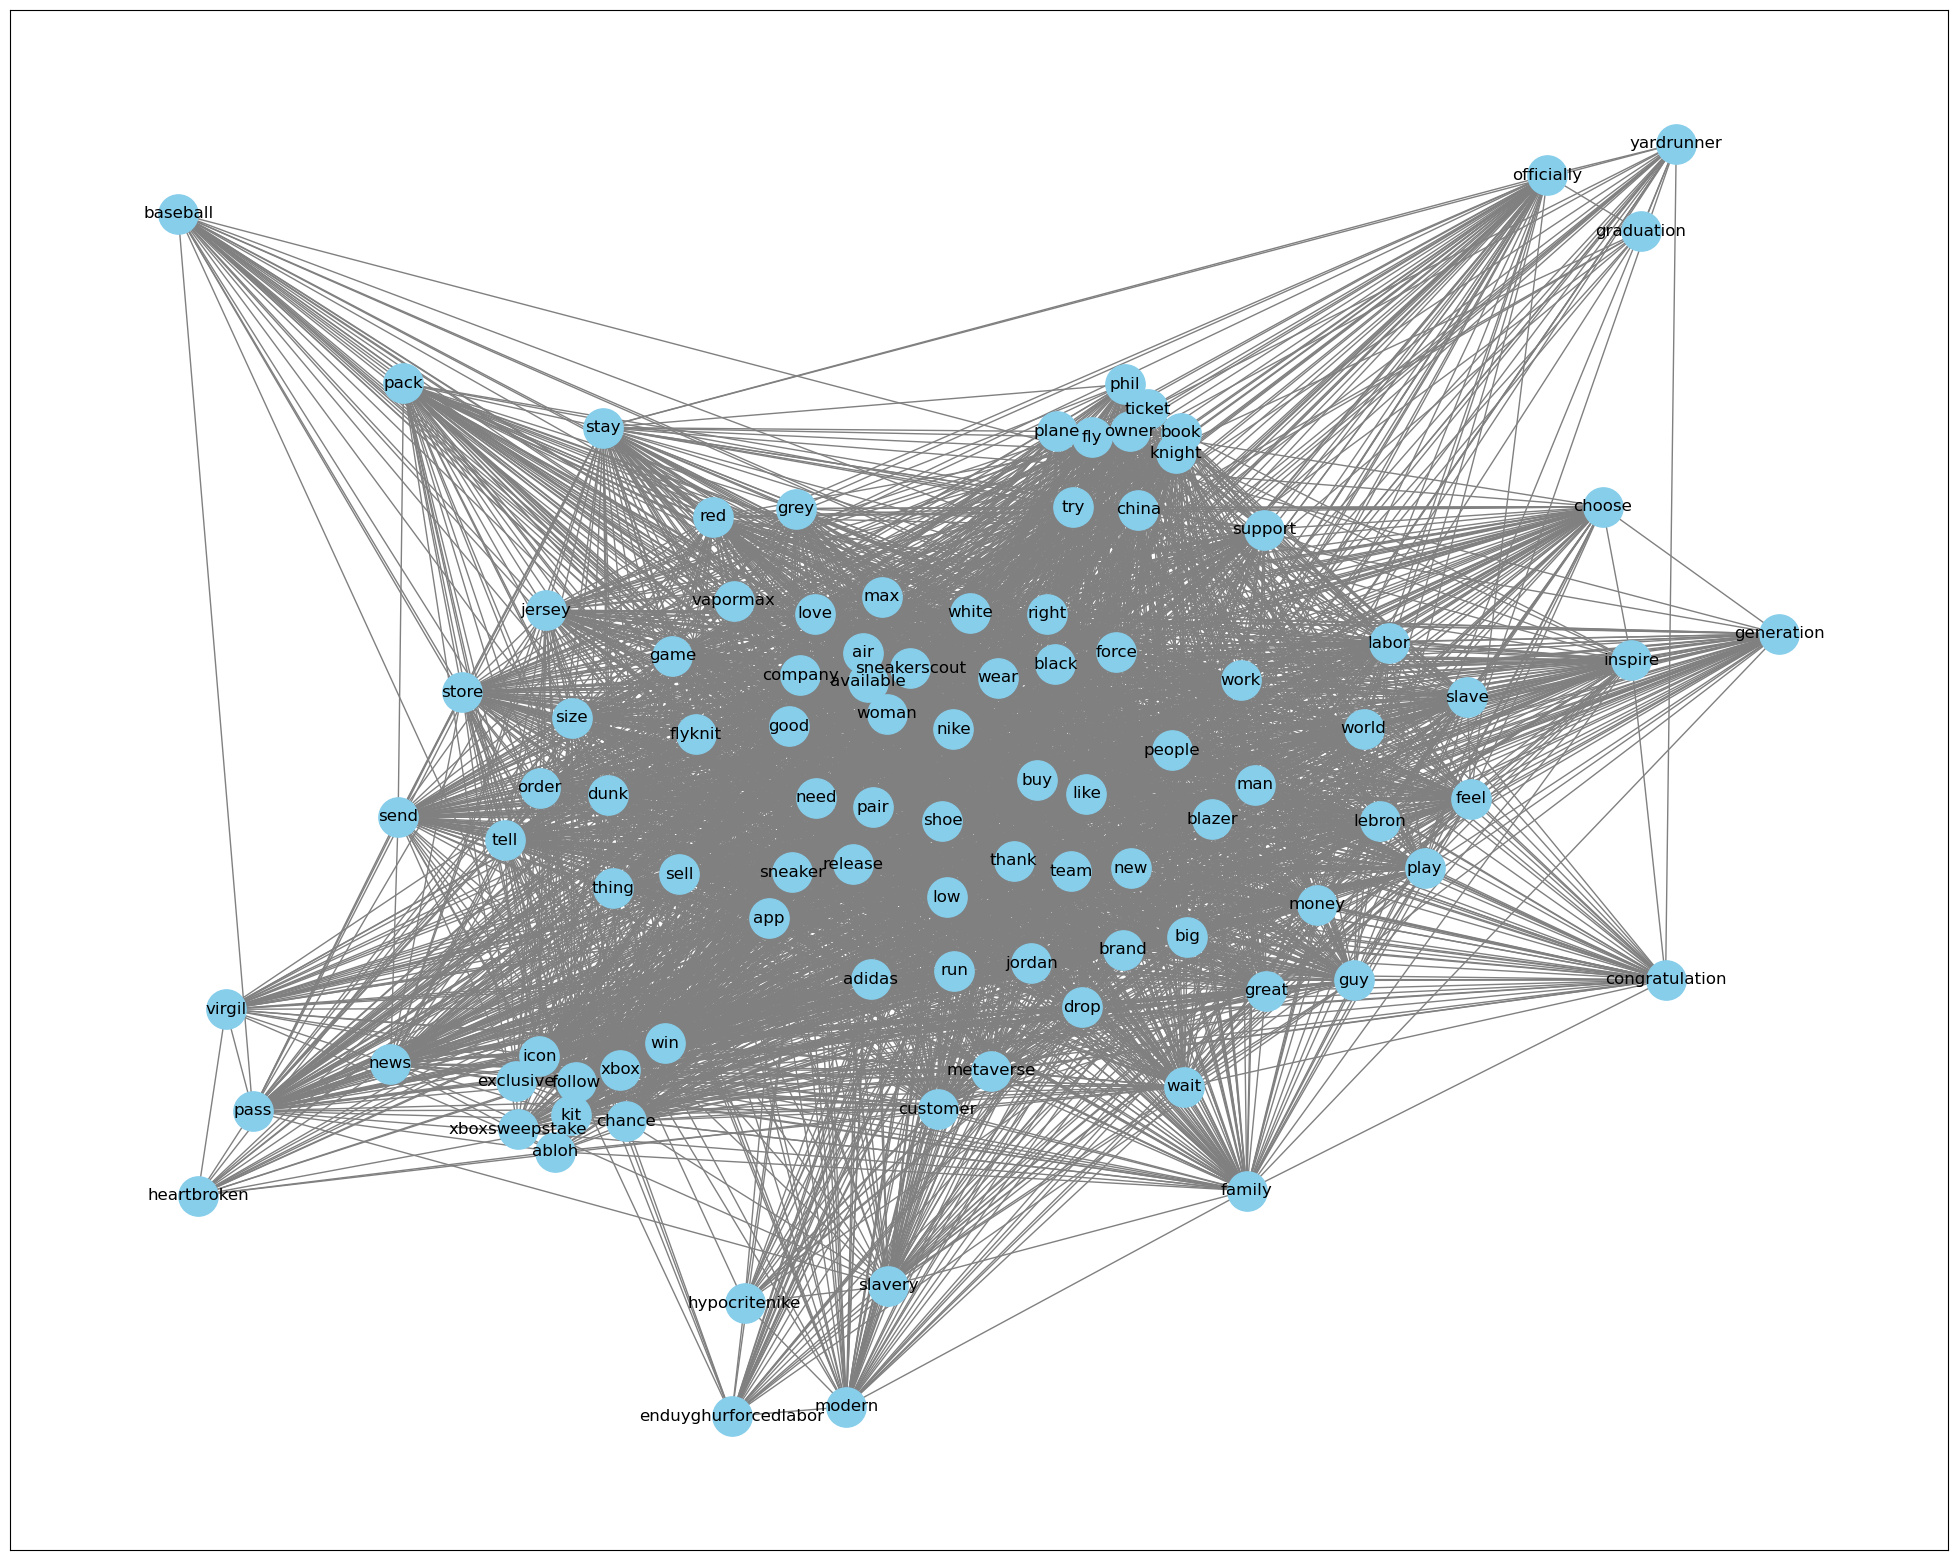 yardrunner
officially
baseball
graduation
pack
phil
ticket
stay
plane
fly
owner
book
knight
try
china
choose
red
grey
support
vapormax
love
max
white
right
jersey
generation
labor
force
air
game
company
sneakerscout
available
wear
black
work
inspire
store
slave
size
good
woman
nike
flyknit
world
people
order
dunk
need
pair
buy
like
man
feel
send
shoe
blazer
lebron
tell
thing
sell
sneaker
release
thank
team
new
play
low
money
app
big
brand
adidas
run
jordan
great
guy
congratulation
virgil
drop
win
news
icon
xbox
exclusive
follow
metaverse
wait
pass
kit
chance
customer
xboxsweepstake
abloh
heartbroken
family
slavery
hypocritenike
modern
enduyghurforcedlabor